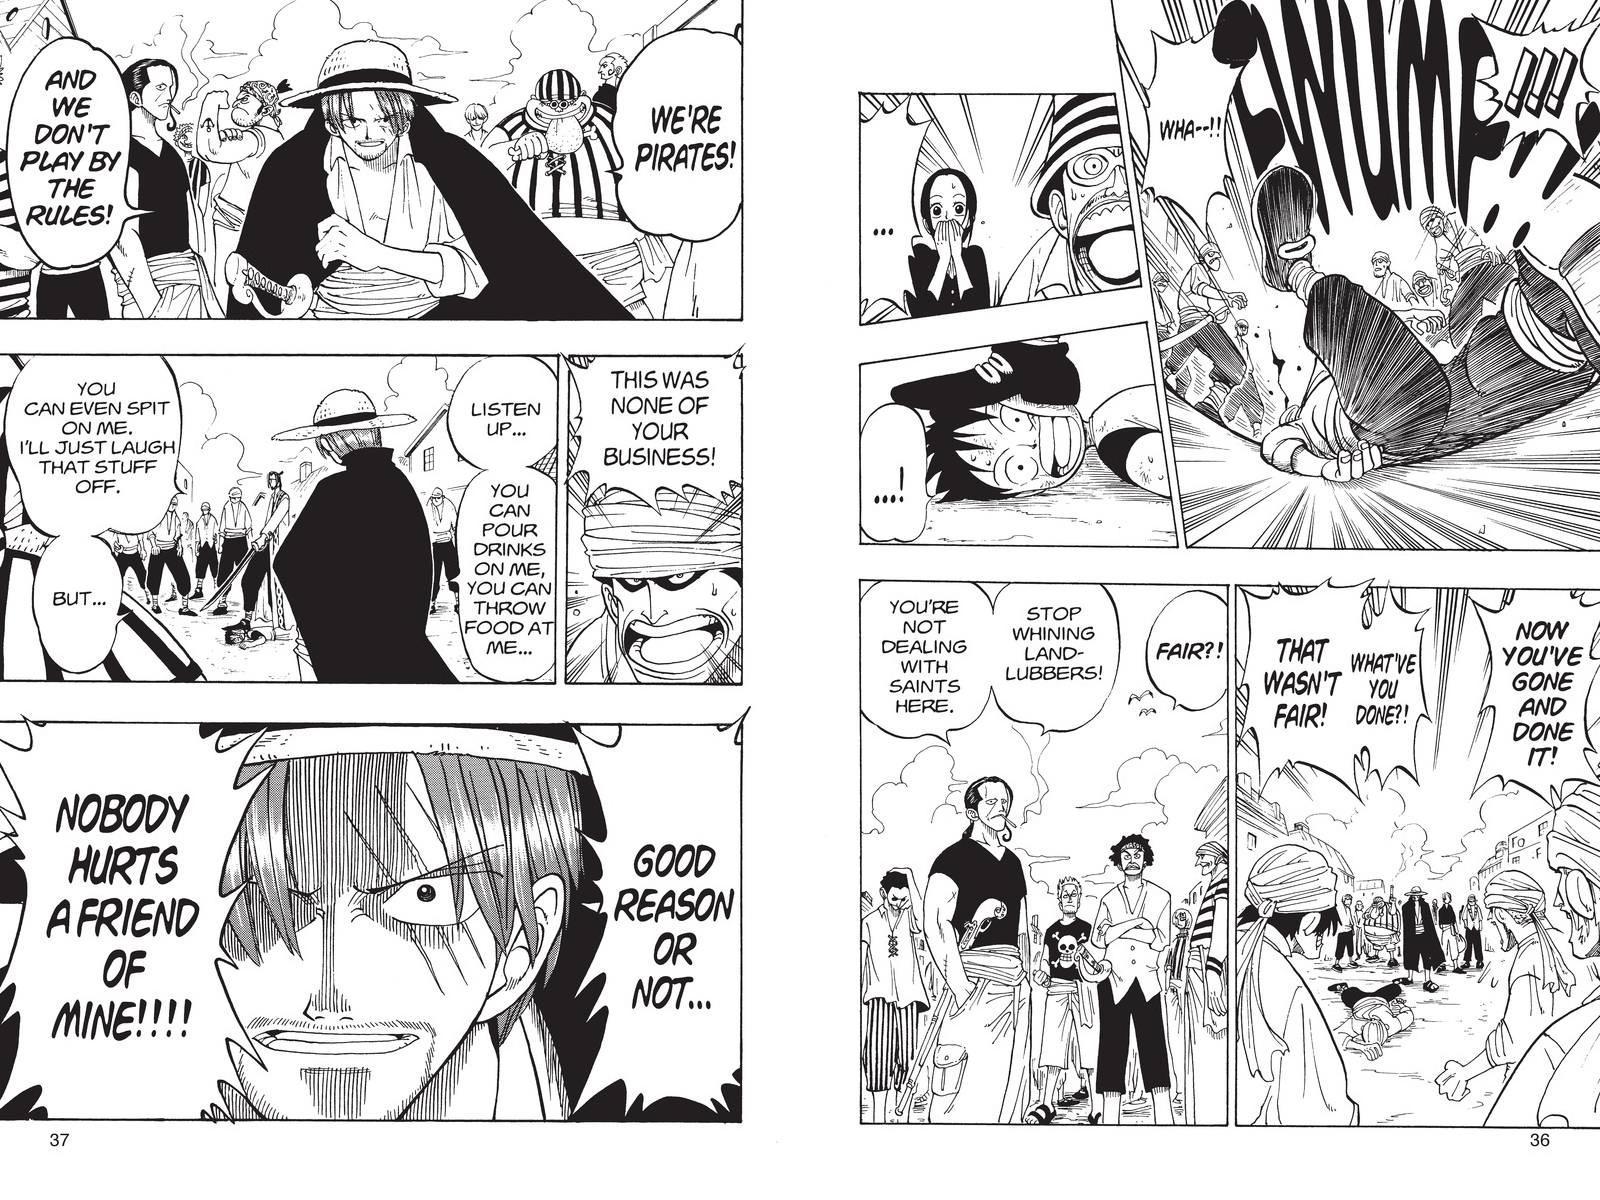 WHUMP
!!!
WHA--!!
...
....!
NOW
YOU'VE
GONE
AND
DONE
IT!
WHAT'VE
YOU
DONE?!
THAT
WASN'T
FAIR!
FAIR?!
STOP
WHINING
LAND-
LUBBERS!
YOU'RE
NOT
DEALING
WITH
SAINTS
HERE.
36
WE'RE
PIRATES!
AND
WE
DON'T
PLAY BY
THE
RULES!
THIS WAS
NONE OF
YOUR
BUSINESS!
LISTEN
UP...
YOU
CAN
POUR
DRINKS
ON ME,
YOU CAN
THROW
FOOD AT
ME...
YOU
CAN EVEN SPIT
ON ME.
I'LL JUST LAUGH
THAT STUFF
OFF.
BUT...
GOOD
REASON
OR
NOT...
NOBODY
HURTS
A FRIEND
OF
MINE!!!!
37